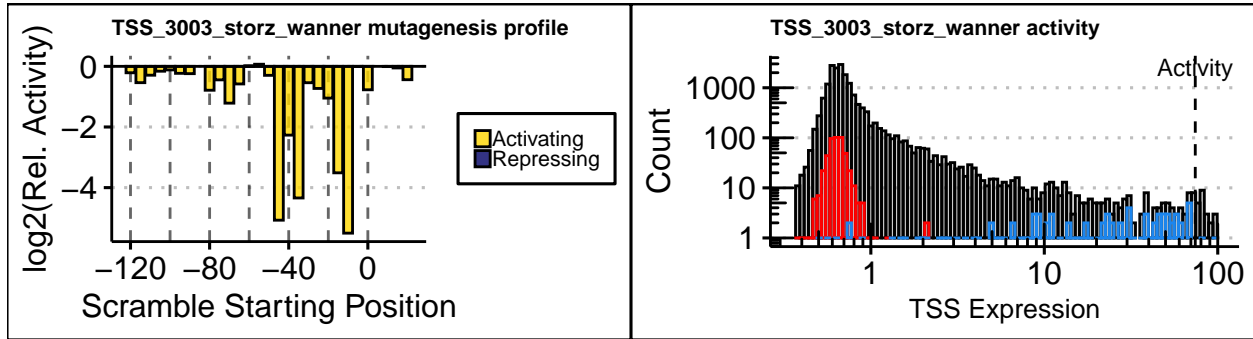 TSS_3003_storz_wanner mutagenesis profile
log2(Rel. Activity)
0
−2
−4
−120
−80
−40
0
Scramble Starting Position
Activating
Repressing
TSS_3003_storz_wanner activity
Activity
Count
1000
100
10
1
1
10
100
TSS Expression